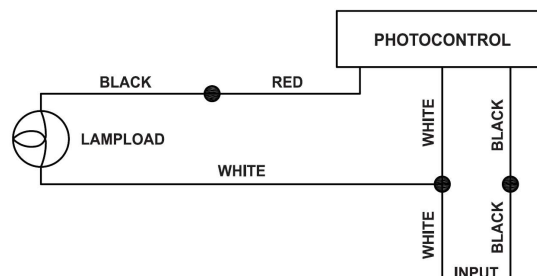 PHOTOCONTROL
BLACK
RED
LAMPLOAD
WHITE
WHITE
BLACK
WHITE
BLACK
INPUT